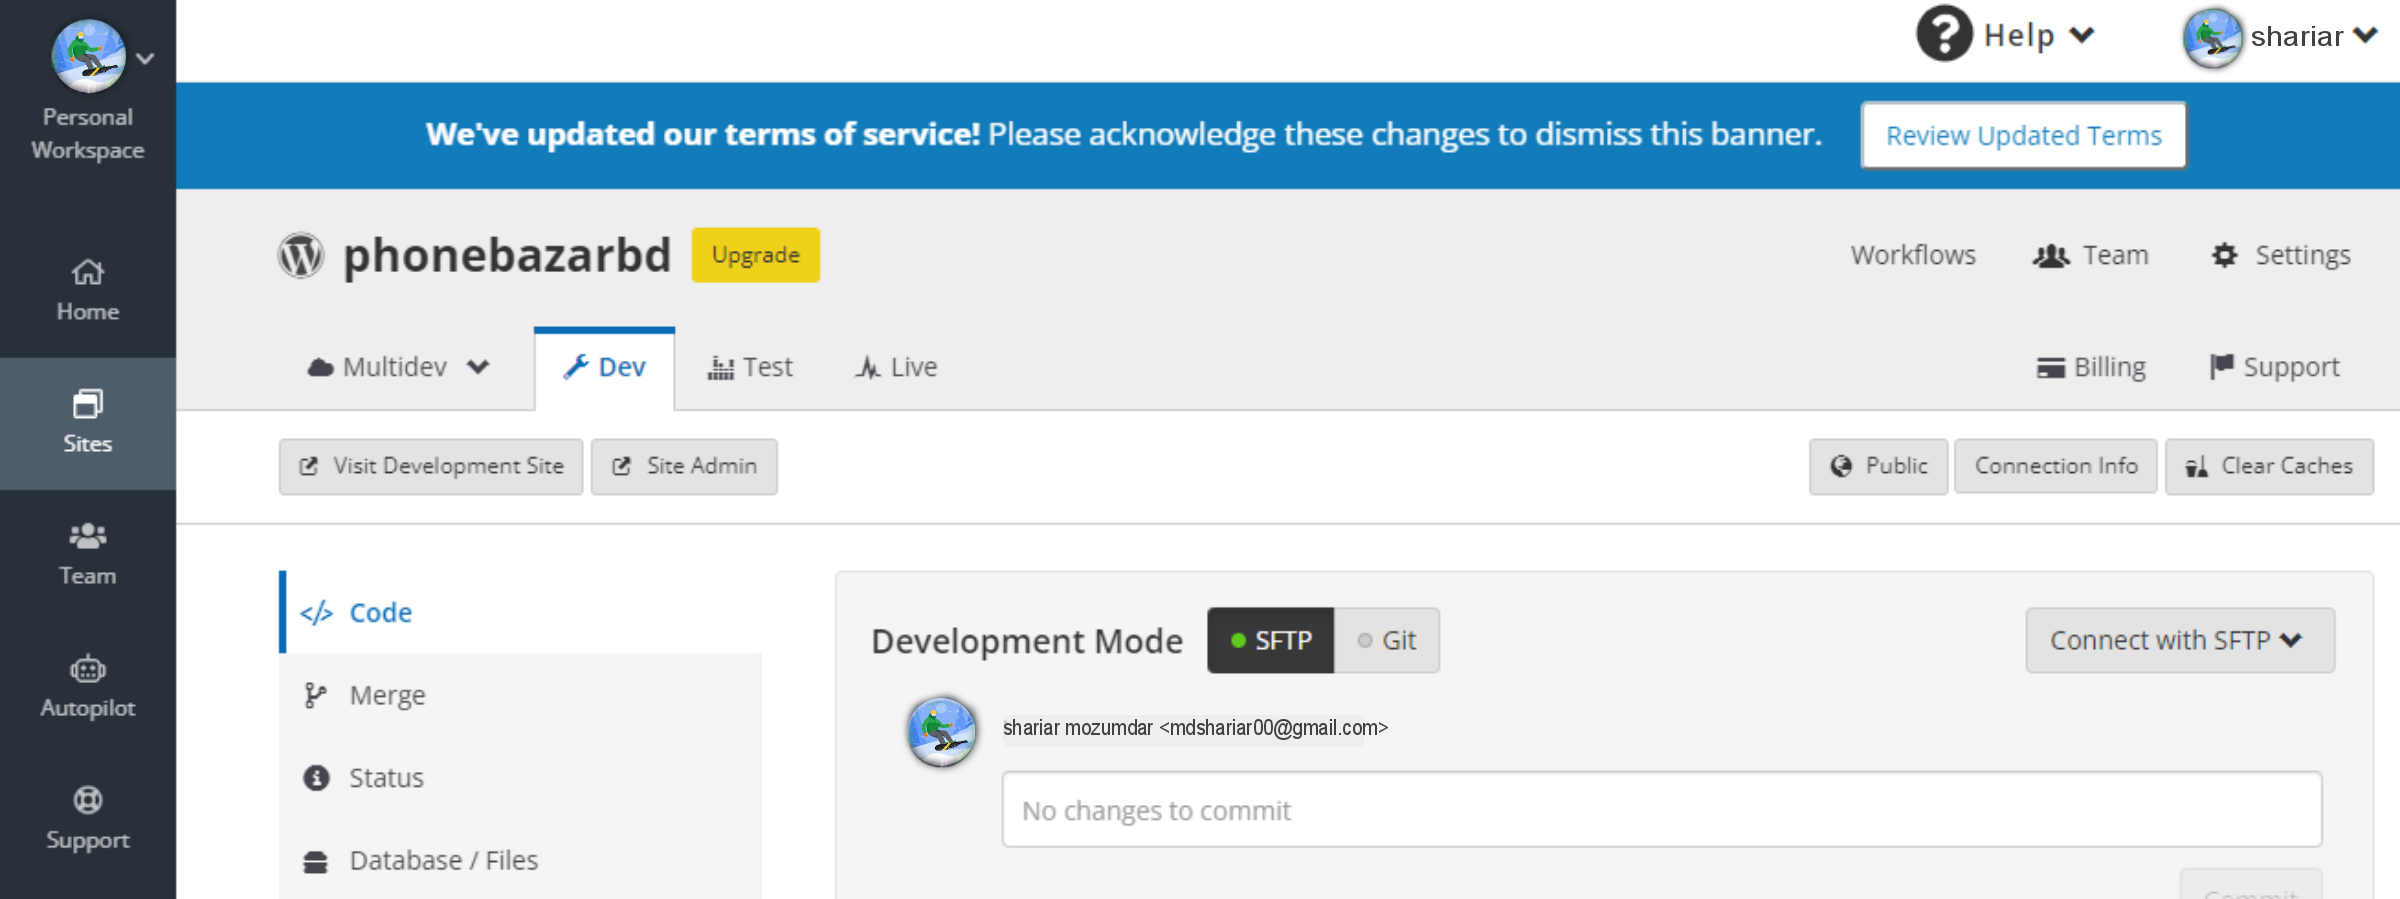 Personal
Workspace
Home
Sites
Team
Autopilot
Support
? Help
shariar
We've updated our terms of service! Please acknowledge these changes to dismiss this banner.
Review Updated Terms
phonebazarbd
Upgrade
Workflows
Team
Settings
Multidev
Dev
Test
Live
Billing
Support
Visit Development Site
Site Admin
Public
Connection Info
Clear Caches
</> Code
Merge
Status
Database / Files
Development Mode
SFTP
Git
Connect with SFTP
shariar mozumdar <mdshariar00@gmail.com>
No changes to commit
Commit